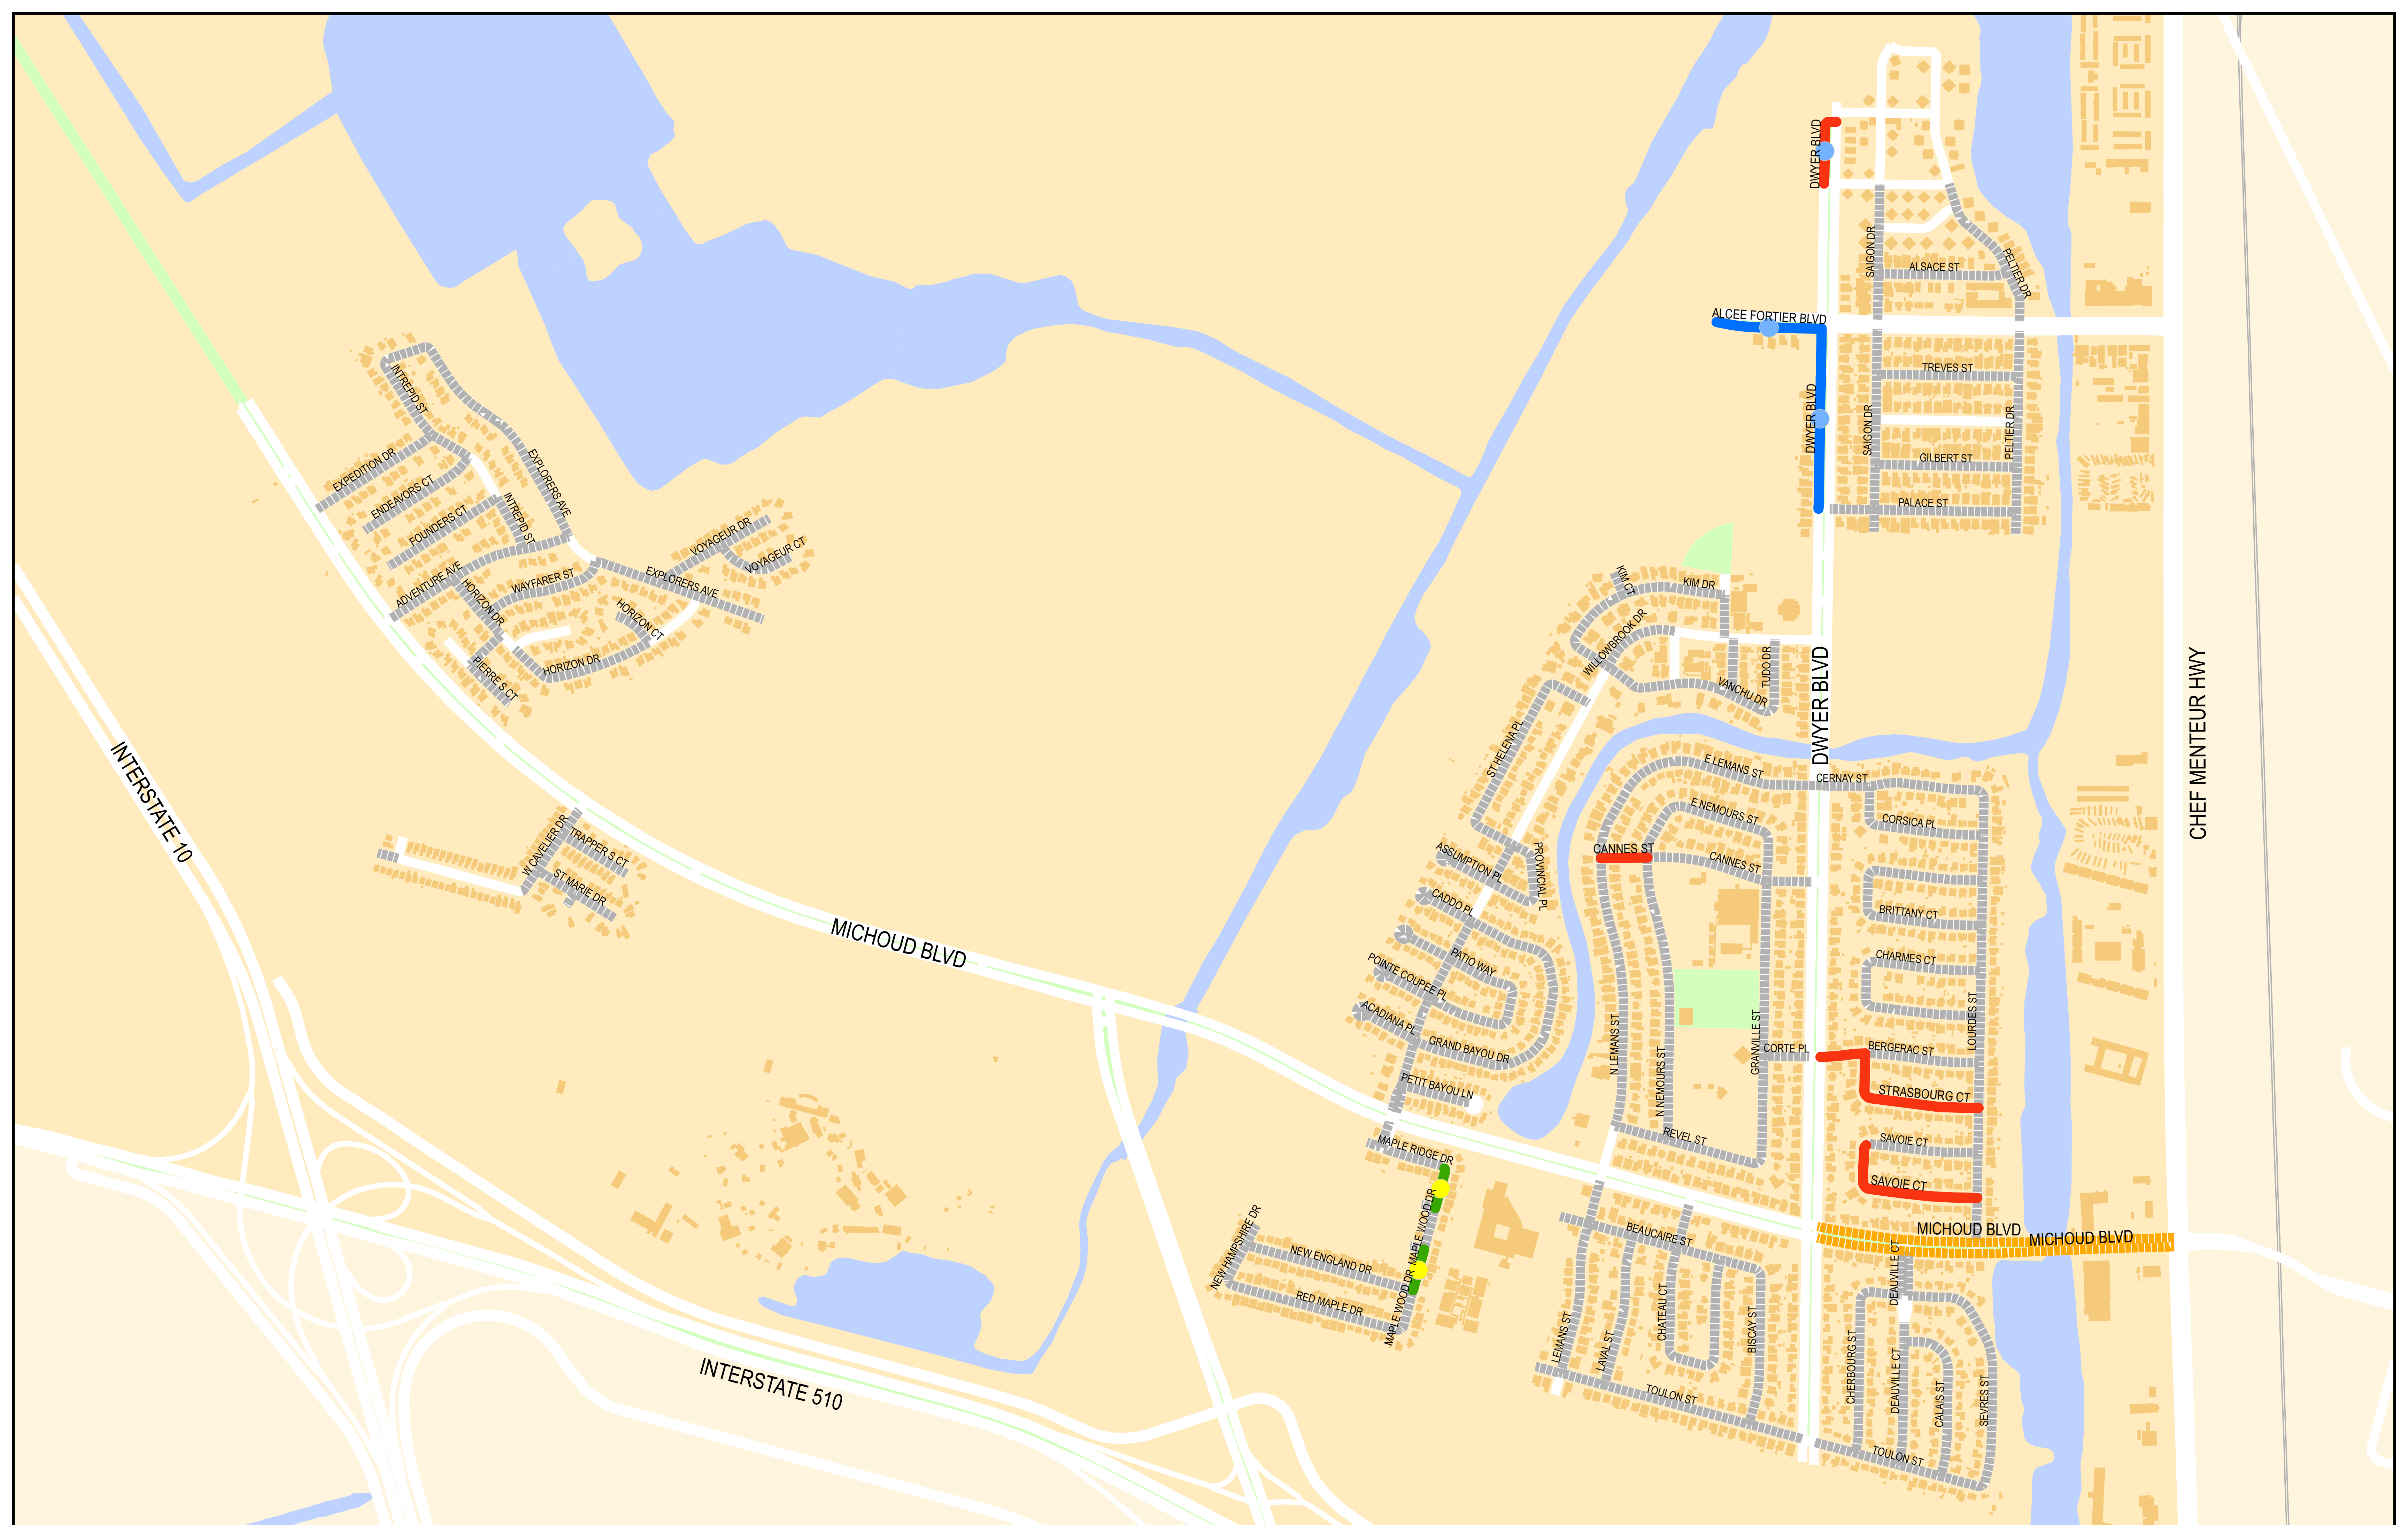 DWYER BLVD
SAIGON DR
ALSACE ST
PELTIER DR
ALCEE FORTIER BLVD
TREVES ST
DWYER BLVD
SAIGON DR
PELTIER DR
GILBERT ST
PALACE ST
INTREPID ST
EXPEDITION DR
ENDEAVORS CT
FOUNDERS CT
INTREPID ST
EXPLORERS AVE
VOYAGEUR DR
VOYAGEUR CT
ADVENTURE AVE
HORIZON DR
WAYFARER ST
EXPLORERS AVE
HORIZON CT
HORIZON DR
PIERRE S CT
KIM CT
KIM DR
WILLOWBROOK DR
VANCHU DR
TUDO DR
DWYER BLVD
CHEF MENTEUR HWY
ST HELENA PL
INTERSTATE 10
E LEMANS ST
CERNAY ST
E NEMOURS ST
CORSICA PL
W CAVELIER DR
TRAPPER S CT
ST MARIE DR
CANNES ST
CANNES ST
ASSUMPTION PL
PROVINCIAL PL
CADDO PL
BRITTANY CT
MICHOUD BLVD
PATIO WAY
POINTE COUPEE PL
CHARMES CT
ACADIANA PL
GRAND BAYOU DR
N LEMANS ST
N NEMOURS ST
GRANVILLE ST
CORTE PL
BERGERAC ST
LOURDES ST
PETIT BAYOU LN
STRASBOURG CT
REVEL ST
SAVOIE CT
MAPLE RIDGE DR
SAVOIE CT
MAPLE WOOD DR
NEW HAMPSHIRE DR
NEW ENGLAND DR
RED MAPLE DR
MAPLE WOOD DR
BEAUCAIRE ST
MICHOUD BLVD
MICHOUD BLVD
DEAUVILLE CT
LEMANS ST
LAVAL ST
CHATEAU CT
BISCAY ST
CHERBOURG ST
DEAUVILLE CT
CALAIS ST
SEVRES ST
INTERSTATE 510
TOULON ST
TOULON ST